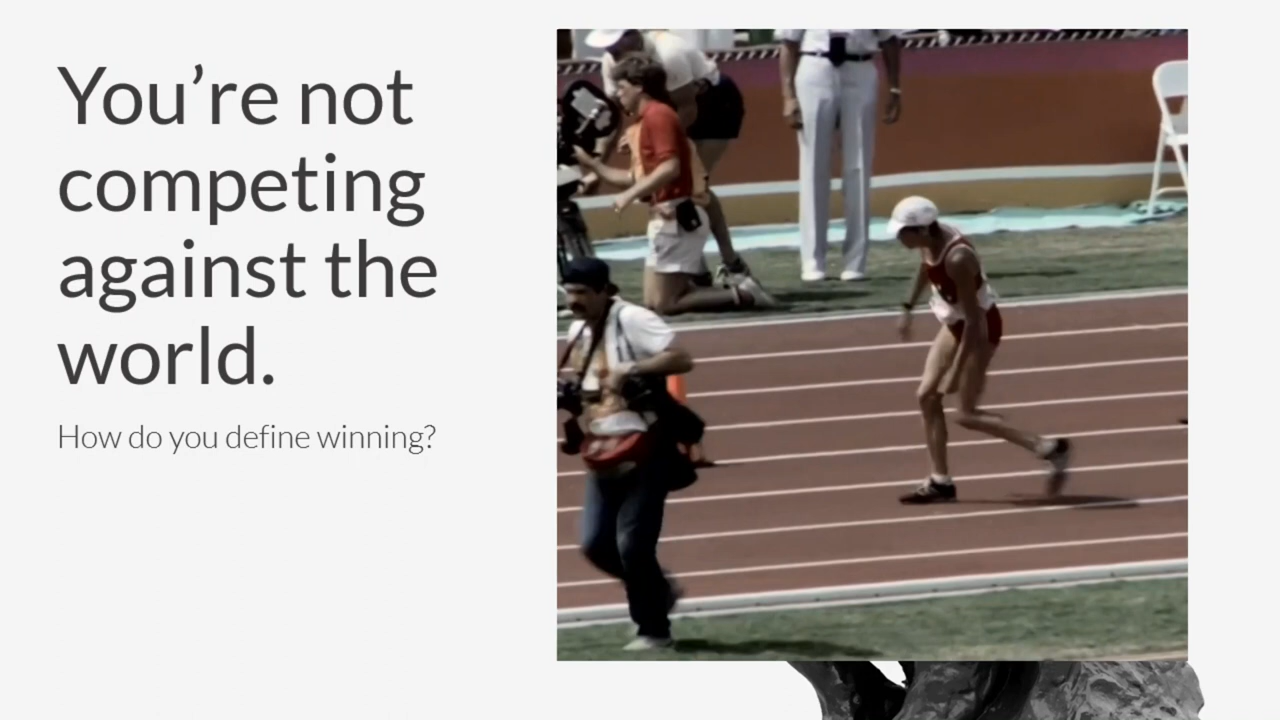 You’re not
competing
against the
world.
How do you define winning?